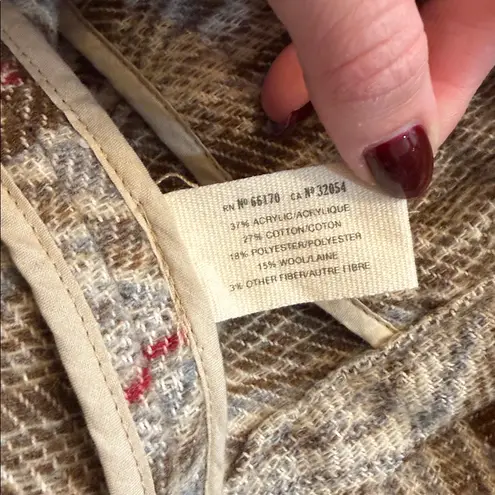 RN Nº 66170 CA Nº 32054
37% ACRYLIC/ACRYLIQUE
27% COTTON/COTON
18% POLYESTER/POLYESTER
15% WOOL/LAINE
3% OTHER FIBER/AUTRE FIBRE